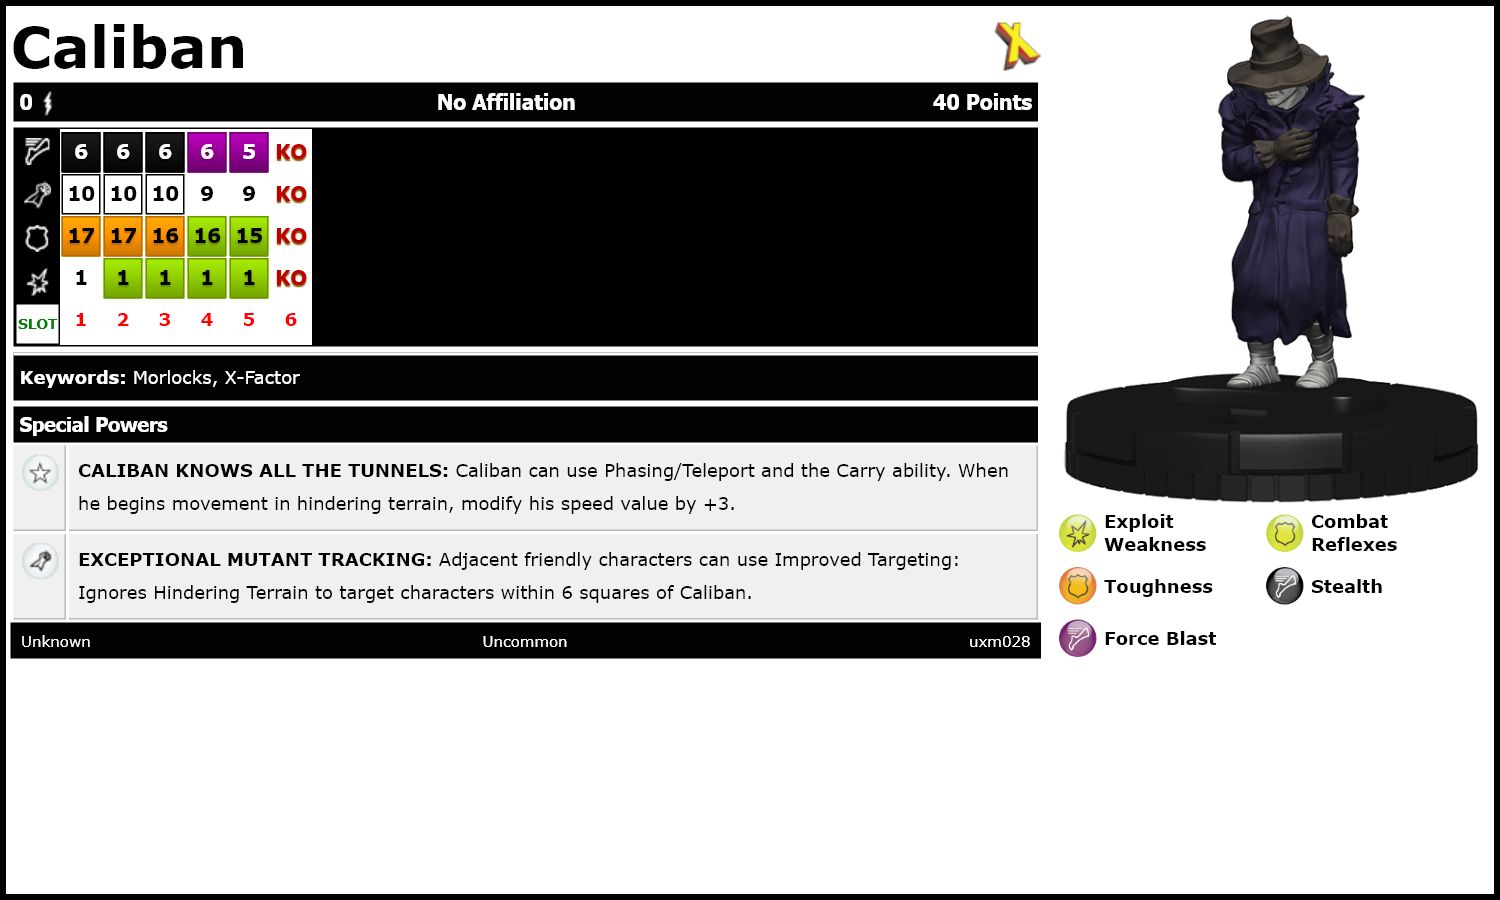 Caliban
0 No Affiliation 40 Points
6 6 6 6 5 KO
10 10 10 9 9 KO
17 17 16 16 15 KO
1 1 1 1 1 KO
SLOT 1 2 3 4 5 6
Keywords: Morlocks, X-Factor
Special Powers
CALIBAN KNOWS ALL THE TUNNELS: Caliban can use Phasing/Teleport and the Carry ability. When
he begins movement in hindering terrain, modify his speed value by +3.
EXCEPTIONAL MUTANT TRACKING: Adjacent friendly characters can use Improved Targeting:
Ignores Hindering Terrain to target characters within 6 squares of Caliban.
Unknown Uncommon uxm028
Exploit
Weakness
Combat
Reflexes
Toughness
Stealth
Force Blast